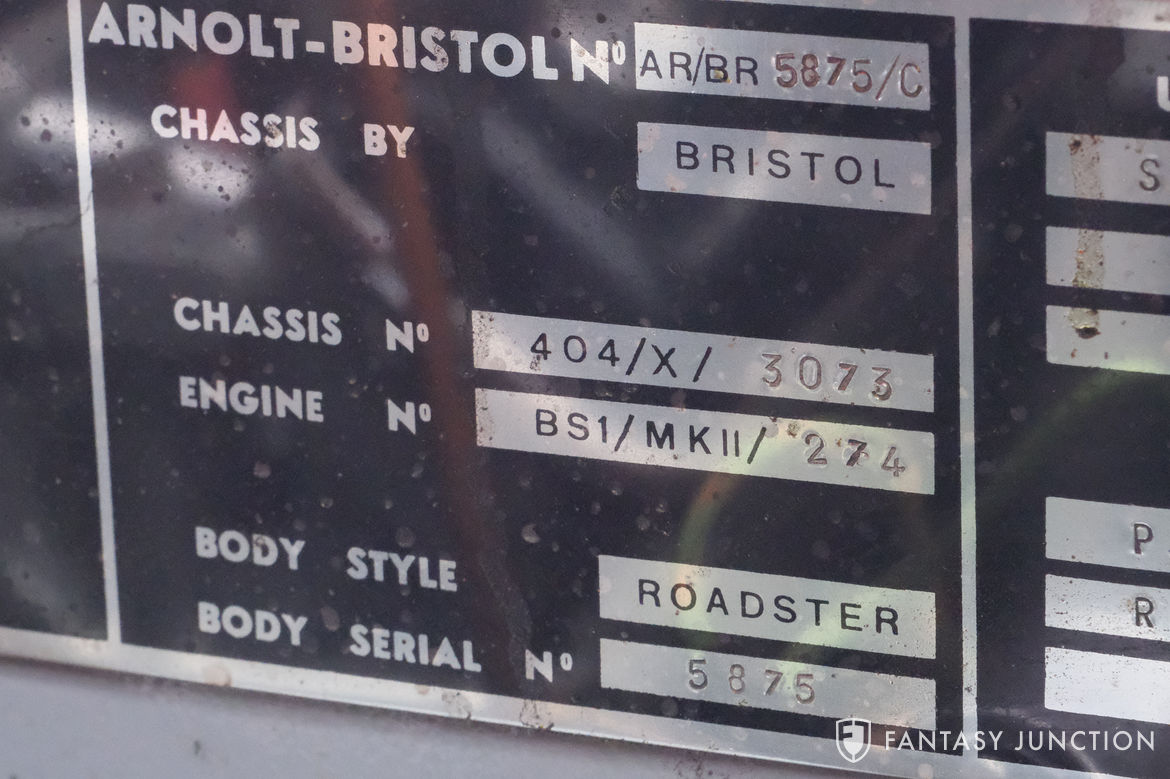 ARNOLT-BRISTOL Nº AR/BR 5875/C
CHASSIS BY BRISTOL
CHASSIS Nº 404/X/ 3073
ENGINE Nº BS1/MKII/ 274
BODY STYLE ROADSTER
BODY SERIAL Nº 5875
S
P
R
FANTASY JUNCTION